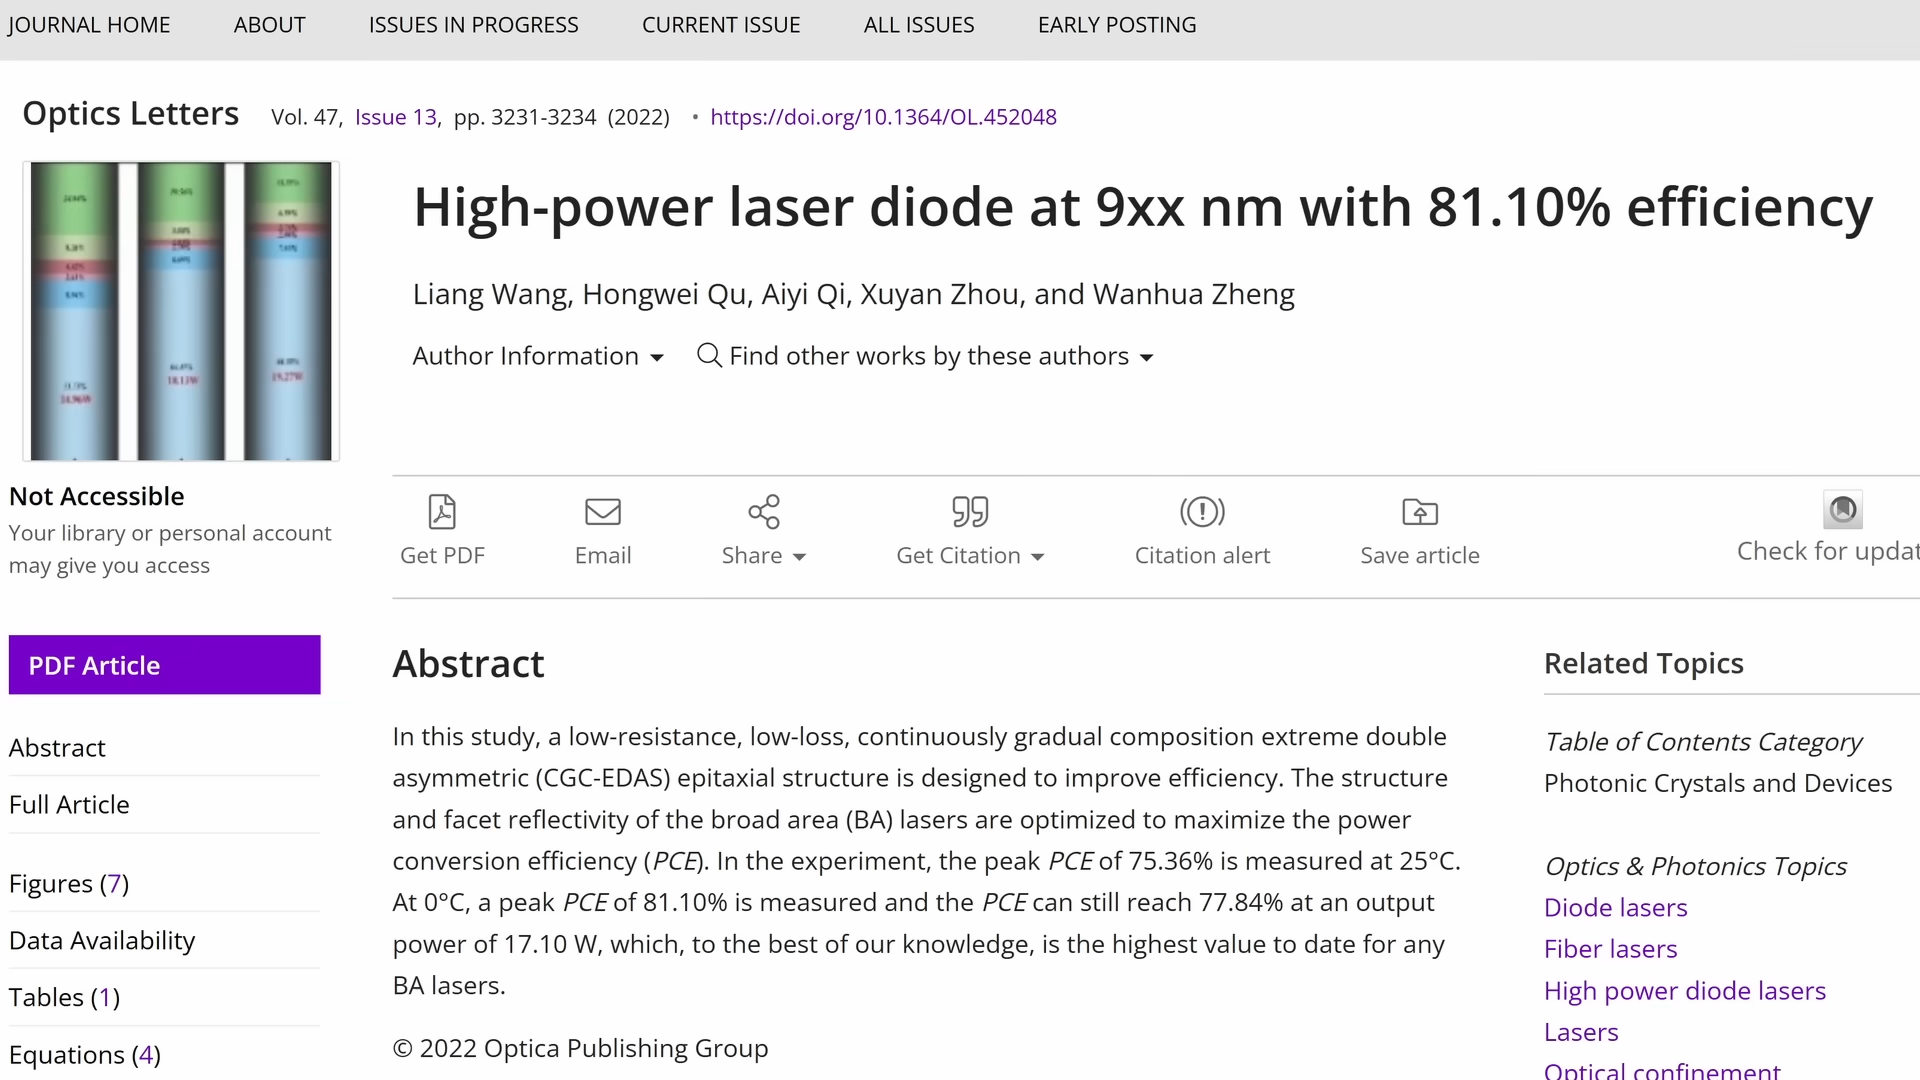 JOURNAL HOME ABOUT ISSUES IN PROGRESS CURRENT ISSUE ALL ISSUES EARLY POSTING
Optics Letters Vol. 47, Issue 13, pp. 3231-3234 (2022) • https://doi.org/10.1364/OL.452048
High-power laser diode at 9xx nm with 81.10% efficiency
Liang Wang, Hongwei Qu, Aiyi Qi, Xuyan Zhou, and Wanhua Zheng
Author Information Find other works by these authors
18.13W
19.27W
Not Accessible
Your library or personal account
may give you access
Get PDF Email Share Get Citation Citation alert Save article Check for updat
PDF Article
Abstract
Full Article
Figures (7)
Data Availability
Tables (1)
Equations (4)
Abstract
In this study, a low-resistance, low-loss, continuously gradual composition extreme double
asymmetric (CGC-EDAS) epitaxial structure is designed to improve efficiency. The structure
and facet reflectivity of the broad area (BA) lasers are optimized to maximize the power
conversion efficiency (PCE). In the experiment, the peak PCE of 75.36% is measured at 25°C.
At 0°C, a peak PCE of 81.10% is measured and the PCE can still reach 77.84% at an output
power of 17.10 W, which, to the best of our knowledge, is the highest value to date for any
BA lasers.
© 2022 Optica Publishing Group
Related Topics
Table of Contents Category
Photonic Crystals and Devices
Optics & Photonics Topics
Diode lasers
Fiber lasers
High power diode lasers
Lasers
Optical confinement